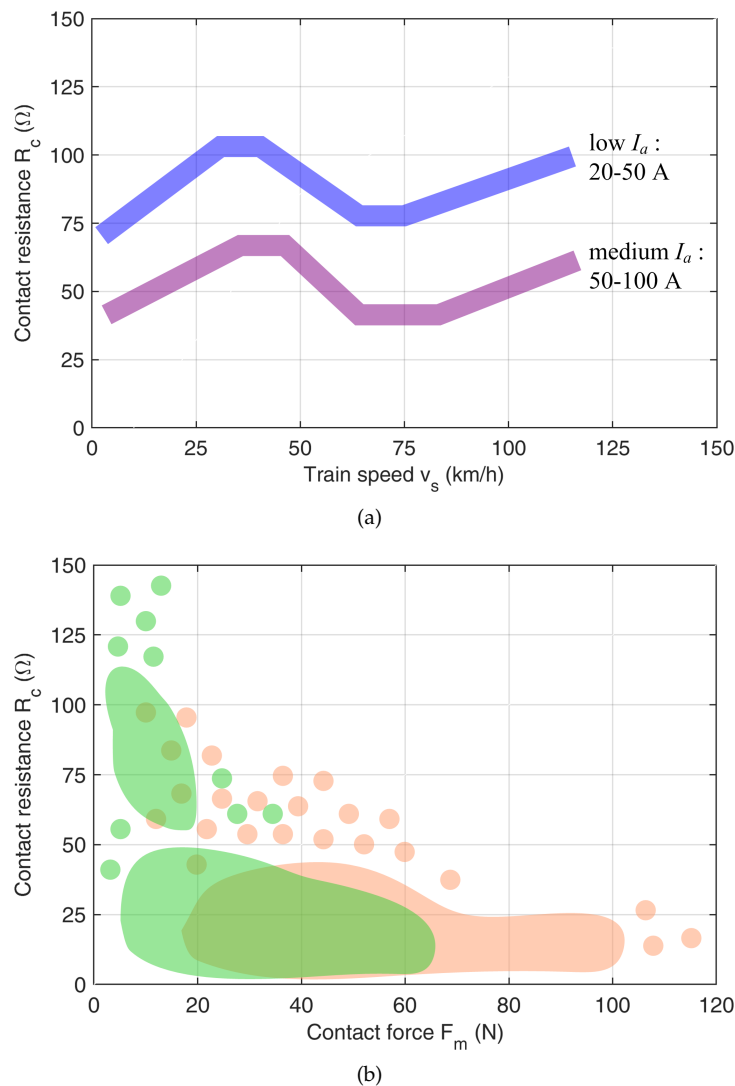 150
125
100
75
50
25
0
Contact resistance R_c (Ω)
low I_a :
20-50 A
medium I_a :
50-100 A
0 25 50 75 100 125 150
Train speed v_s (km/h)
(a)
150
125
100
75
50
25
0
Contact resistance R_c (Ω)
0 20 40 60 80 100 120
Contact force F_m (N)
(b)